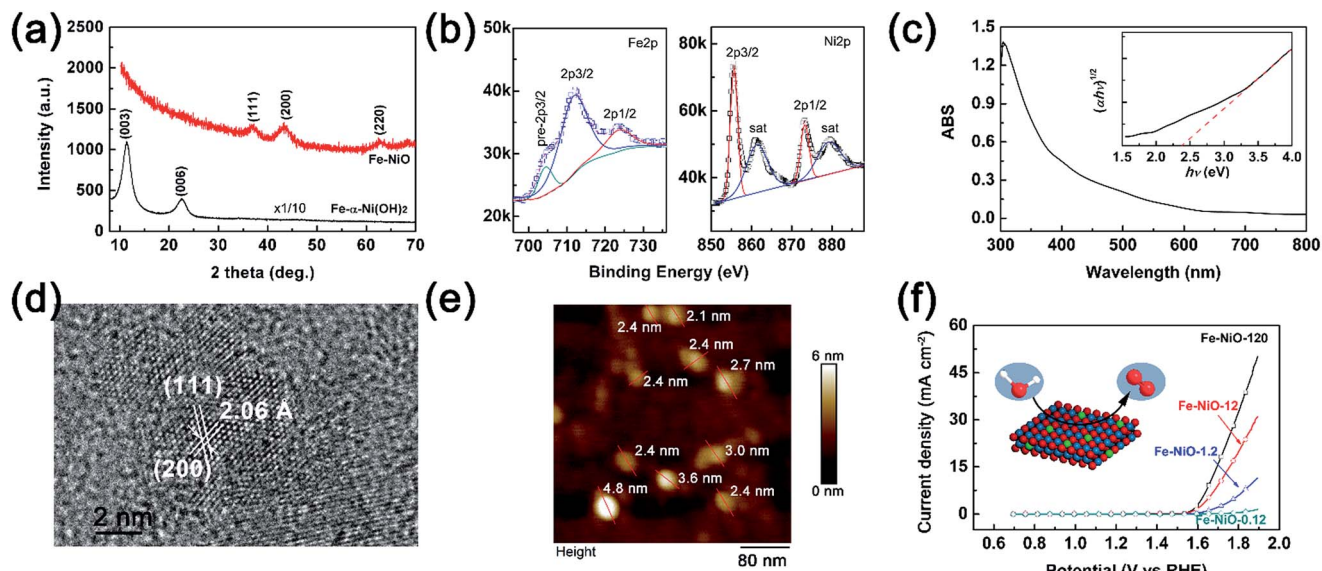 (a)
2500
2000
1500
1000
500
0
Intensity (a.u.)
(003)
(006)
(111)
(200)
(220)
Fe-NiO
x1/10
Fe-α-Ni(OH)2
10 20 30 40 50 60 70
2 theta (deg.)
(b)
50k
40k
30k
20k
Fe2p
pre-2p3/2
2p3/2
2p1/2
700 710 720 730
80k
60k
40k
Ni2p
2p3/2
sat
2p1/2
sat
850 860 870 880
Binding Energy (eV)
(c)
1.5
1.2
0.9
0.6
0.3
0.0
ABS
(αhν)1/2
1.5 2.0 2.5 3.0 3.5 4.0
hν (eV)
300 400 500 600 700 800
Wavelength (nm)
(d)
(111)
2.06 Å
(200)
2 nm
(e)
2.4 nm
2.1 nm
2.4 nm
2.4 nm
2.7 nm
2.4 nm
3.0 nm
3.6 nm
4.8 nm
2.4 nm
6 nm
0 nm
Height
80 nm
(f)
60
45
30
15
0
Current density (mA cm-2)
Fe-NiO-120
Fe-NiO-12
Fe-NiO-1.2
Fe-NiO-0.12
0.6 0.8 1.0 1.2 1.4 1.6 1.8 2.0
Potential (V vs RHE)